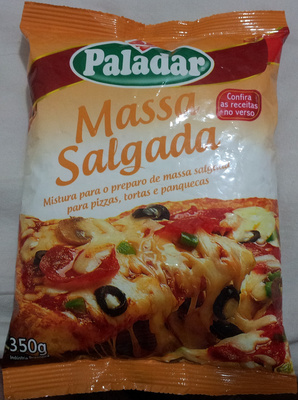 Paladar
Massa
Salgada
Confira
as receitas
no verso
Mistura para o preparo de massa salgada
para pizzas, tortas e panquecas
350g